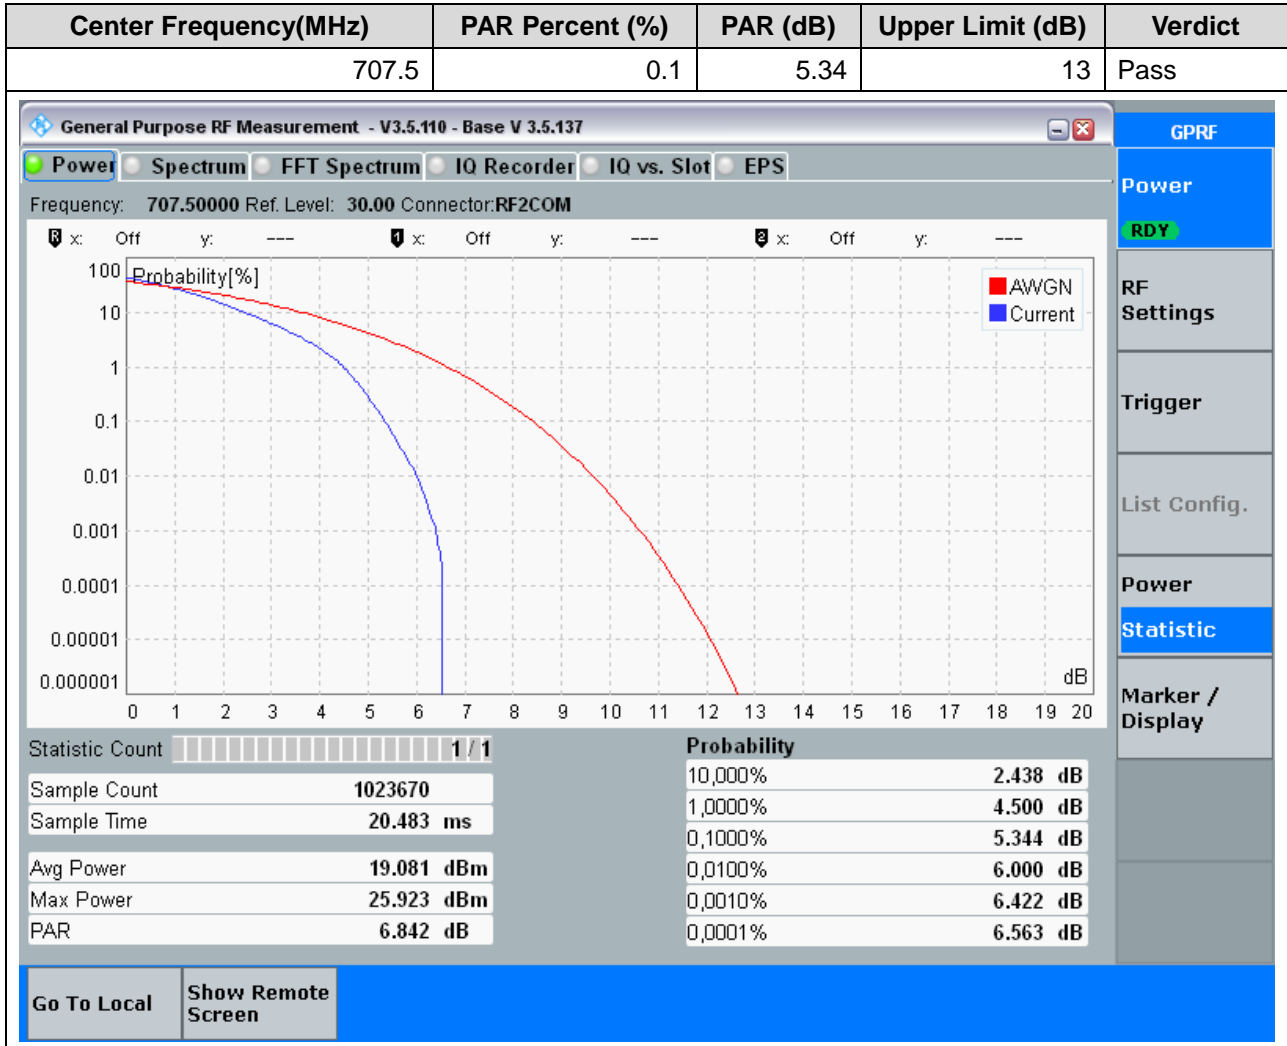 Center Frequency(MHz) PAR Percent (%) PAR (dB) Upper Limit (dB) Verdict
707.5 0.1 5.34 13 Pass
General Purpose RF Measurement - V3.5.110 - Base V 3.5.137
GPRF
Power Spectrum FFT Spectrum IQ Recorder IQ vs. Slot EPS
Power
RDY
Frequency: 707.50000 Ref. Level: 30.00 Connector:RF2COM
R x: Off y: --- 1 x: Off y: --- 2 x: Off y: ---
Probability[%]
100
10
1
0.1
0.01
0.001
0.0001
0.00001
0.000001
AWGN
Current
dB
0 1 2 3 4 5 6 7 8 9 10 11 12 13 14 15 16 17 18 19 20
RF
Settings
Trigger
List Config.
Power
Statistic
Marker /
Display
Statistic Count 1 / 1
Sample Count 1023670
Sample Time 20.483 ms
Avg Power 19.081 dBm
Max Power 25.923 dBm
PAR 6.842 dB
Probability
10,000% 2.438 dB
1,0000% 4.500 dB
0,1000% 5.344 dB
0,0100% 6.000 dB
0,0010% 6.422 dB
0,0001% 6.563 dB
Go To Local
Show Remote
Screen